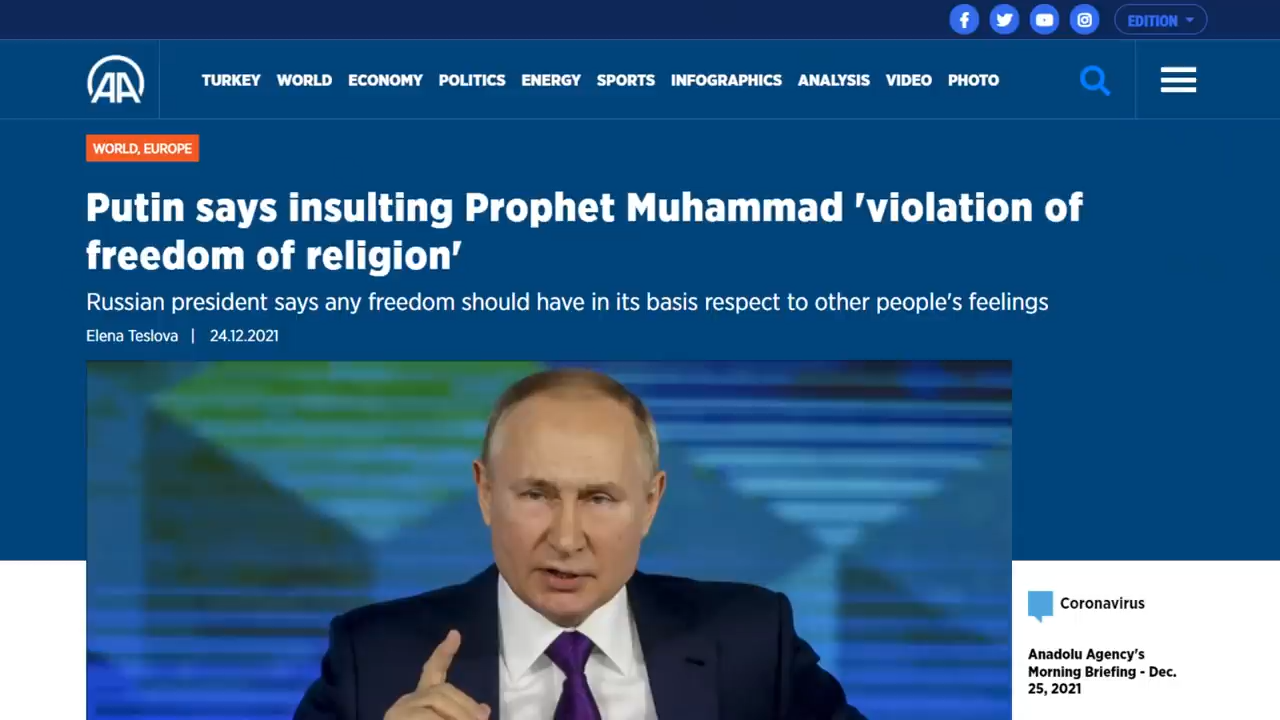 EDITION
AA
TURKEY WORLD ECONOMY POLITICS ENERGY SPORTS INFOGRAPHICS ANALYSIS VIDEO PHOTO
WORLD, EUROPE
Putin says insulting Prophet Muhammad 'violation of
freedom of religion'
Russian president says any freedom should have in its basis respect to other people's feelings
Elena Teslova | 24.12.2021
Coronavirus
Anadolu Agency's
Morning Briefing - Dec.
25, 2021